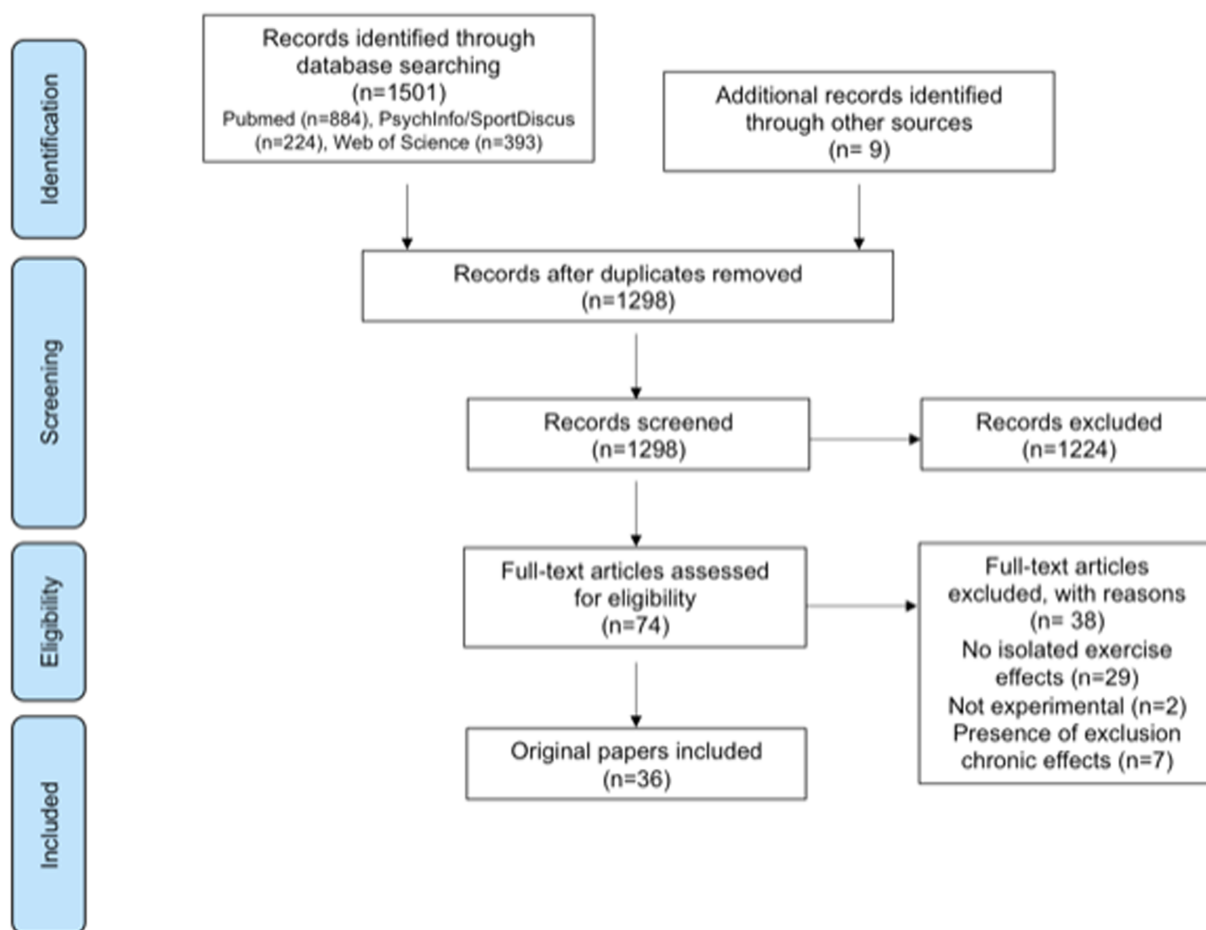 Identification
Records identified through
database searching
(n=1501)
Pubmed (n=884), PsychInfo/SportDiscus
(n=224), Web of Science (n=393)
Additional records identified
through other sources
(n= 9)
Screening
Records after duplicates removed
(n=1298)
Records screened
(n=1298)
Records excluded
(n=1224)
Eligibility
Full-text articles assessed
for eligibility
(n=74)
Full-text articles
excluded, with reasons
(n= 38)
No isolated exercise
effects (n=29)
Not experimental (n=2)
Presence of exclusion
chronic effects (n=7)
Included
Original papers included
(n=36)